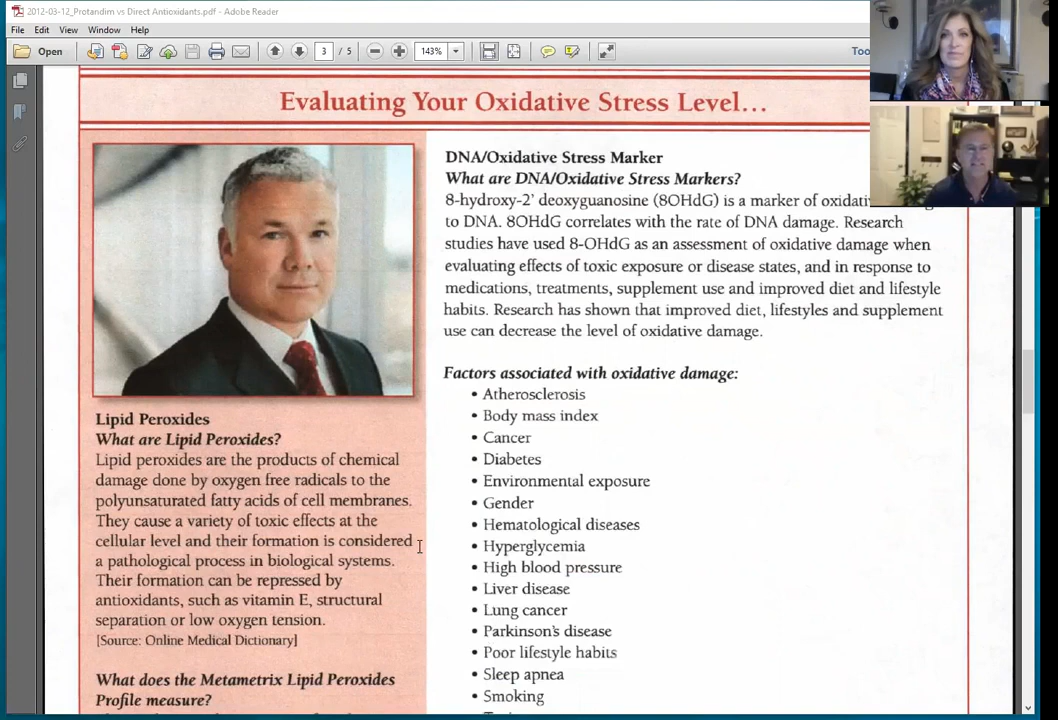 2012-03-12_Protandim vs Direct Antioxidants.pdf - Adobe Reader
File Edit View Window Help
Open 3 / 5 143%
Evaluating Your Oxidative Stress Level…
Lipid Peroxides
What are Lipid Peroxides?
Lipid peroxides are the products of chemical
damage done by oxygen free radicals to the
polyunsaturated fatty acids of cell membranes.
They cause a variety of toxic effects at the
cellular level and their formation is considered
a pathological process in biological systems.
Their formation can be repressed by
antioxidants, such as vitamin E, structural
separation or low oxygen tension.
[Source: Online Medical Dictionary]
What does the Metametrix Lipid Peroxides
Profile measure?
DNA/Oxidative Stress Marker
What are DNA/Oxidative Stress Markers?
8-hydroxy-2' deoxyguanosine (8OHdG) is a marker of
to DNA. 8OHdG correlates with the rate of DNA damage. Research
studies have used 8-OHdG as an assessment of oxidative damage when
evaluating effects of toxic exposure or disease states, and in response to
medications, treatments, supplement use and improved diet and lifestyle
habits. Research has shown that improved diet, lifestyles and supplement
use can decrease the level of oxidative damage.
Factors associated with oxidative damage:
• Atherosclerosis
• Body mass index
• Cancer
• Diabetes
• Environmental exposure
• Gender
• Hematological diseases
• Hyperglycemia
• High blood pressure
• Liver disease
• Lung cancer
• Parkinson's disease
• Poor lifestyle habits
• Sleep apnea
• Smoking